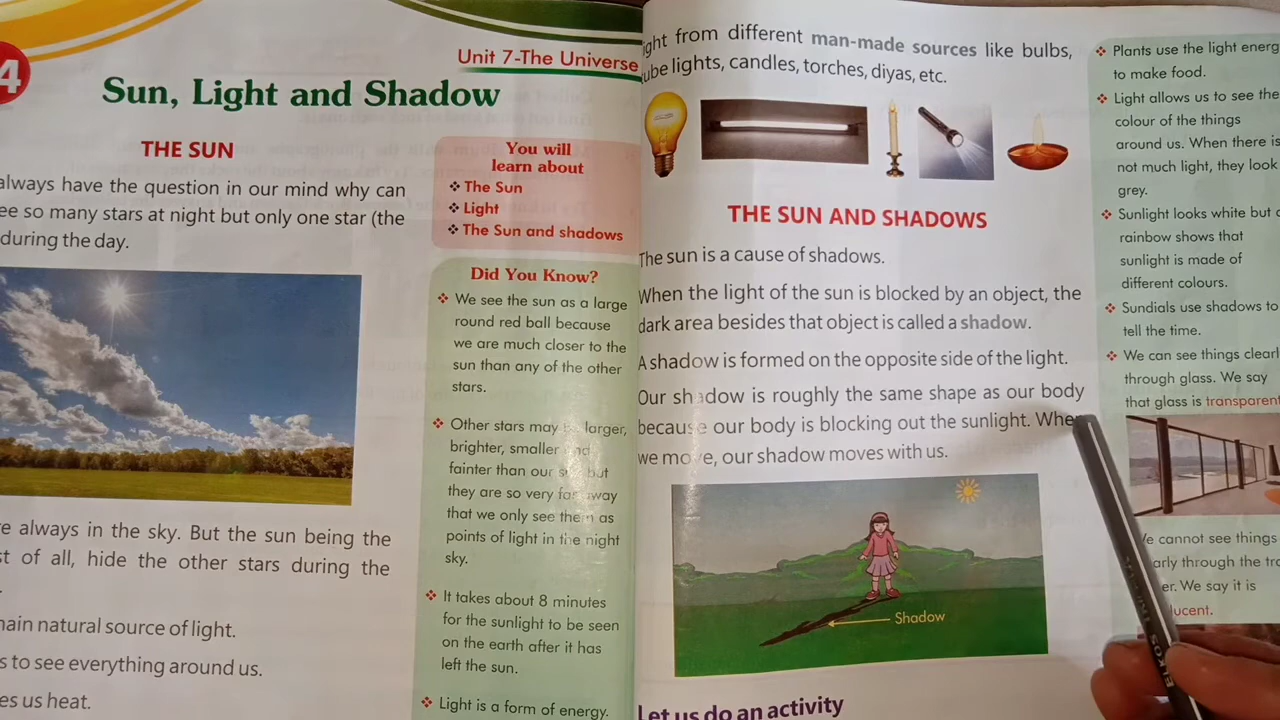 4
Unit 7-The Universe
Sun, Light and Shadow
THE SUN
always have the question in our mind why can
so many stars at night but only one star (the
during the day.
You will
learn about
❖ The Sun
❖ Light
❖ The Sun and shadows
Did You Know?
❖ We see the sun as a large
round red ball because
we are much closer to the
sun than any of the other
stars.
❖ Other stars may be larger,
brighter, smaller and
fainter than our sun but
they are so very far away
that we only see them as
points of light in the night
sky.
❖ It takes about 8 minutes
for the sunlight to be seen
on the earth after it has
left the sun.
❖ Light is a form of energy.
always in the sky. But the sun being the
of all, hide the other stars during the
natural source of light.
to see everything around us.
us heat.
from different man-made sources like bulbs,
lights, candles, torches, diyas, etc.
THE SUN AND SHADOWS
The sun is a cause of shadows.
When the light of the sun is blocked by an object, the
dark area besides that object is called a shadow.
A shadow is formed on the opposite side of the light.
Our shadow is roughly the same shape as our body
because our body is blocking out the sunlight. When
we move, our shadow moves with us.
Shadow
Let us do an activity
❖ Plants use the light energ
to make food.
❖ Light allows us to see the
colour of the things
around us. When there is
not much light, they look
grey.
❖ Sunlight looks white but
rainbow shows that
sunlight is made of
different colours.
❖ Sundials use shadows to
tell the time.
❖ We can see things clearl
through glass. We say
that glass is transparent
cannot see things
through the
We say it is
ELKOS